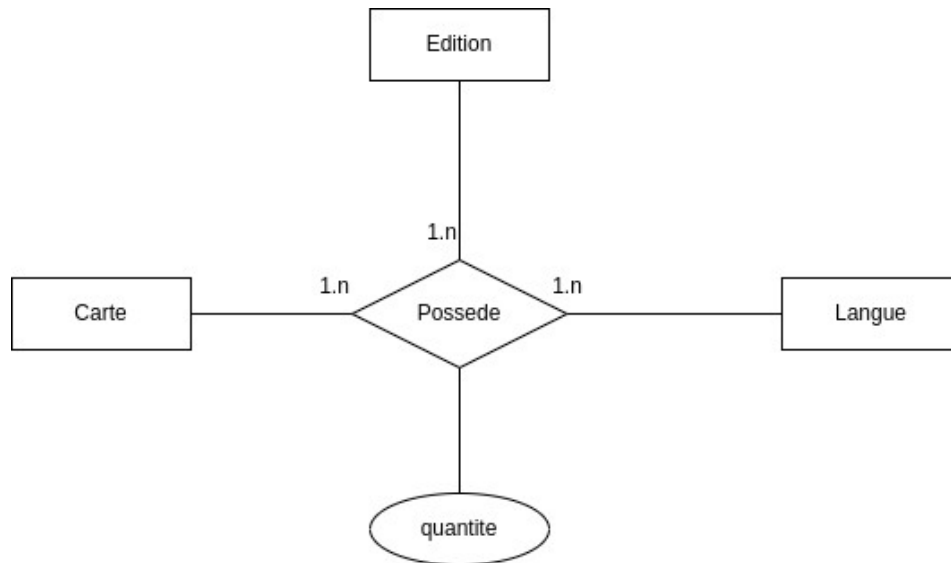 Edition
1.n
1.n
1.n
Carte
Possede
Langue
quantite